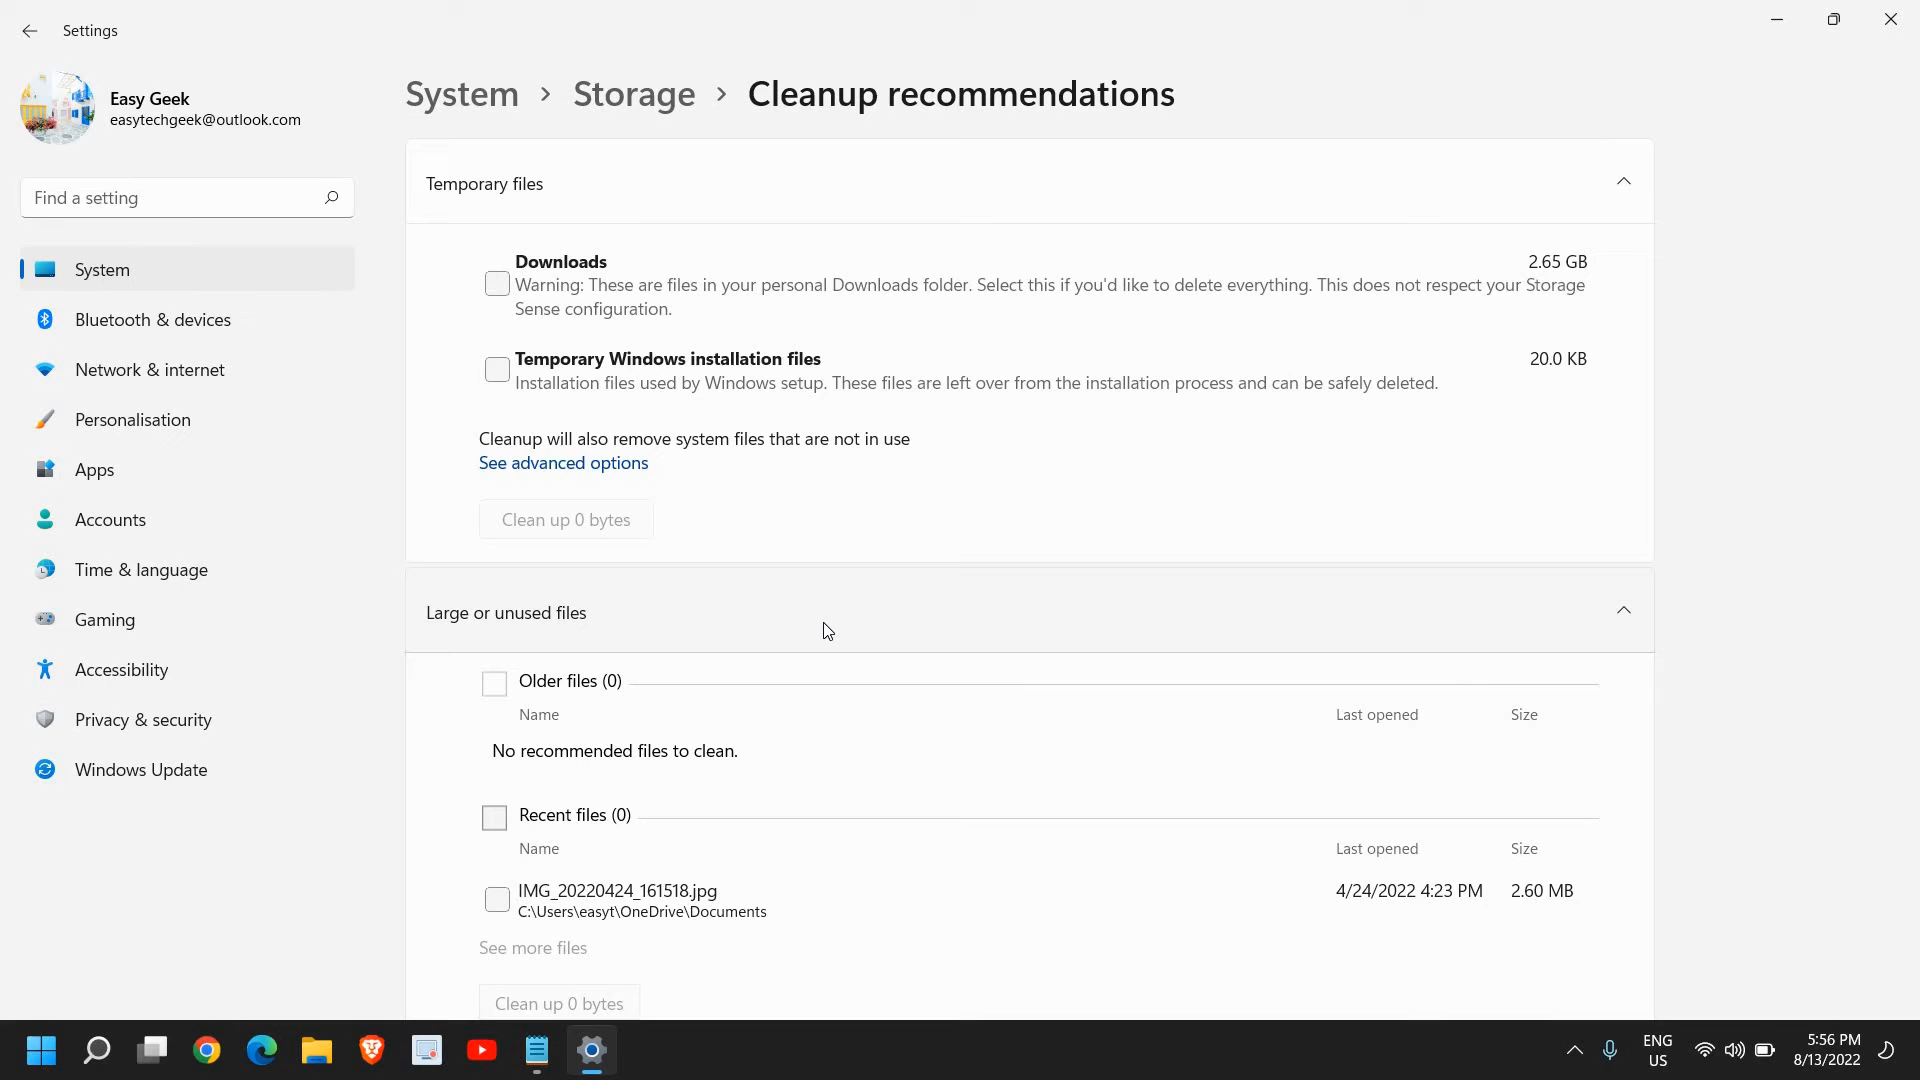 Settings
Easy Geek
easytechgeek@outlook.com
Find a setting
System
Bluetooth & devices
Network & internet
Personalisation
Apps
Accounts
Time & language
Gaming
Accessibility
Privacy & security
Windows Update
System > Storage > Cleanup recommendations
Temporary files
Downloads 2.65 GB
Warning: These are files in your personal Downloads folder. Select this if you'd like to delete everything. This does not respect your Storage
Sense configuration.
Temporary Windows installation files 20.0 KB
Installation files used by Windows setup. These files are left over from the installation process and can be safely deleted.
Cleanup will also remove system files that are not in use
See advanced options
Clean up 0 bytes
Large or unused files
Older files (0)
Name Last opened Size
No recommended files to clean.
Recent files (0)
Name Last opened Size
IMG_20220424_161518.jpg 4/24/2022 4:23 PM 2.60 MB
C:\Users\easyt\OneDrive\Documents
See more files
Clean up 0 bytes
ENG 5:56 PM
US 8/13/2022